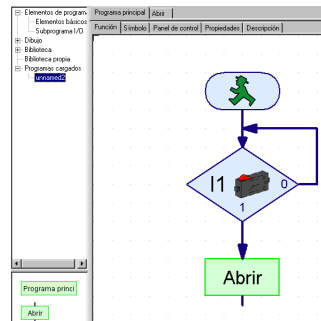 Elementos de program
Elementos básicos
Subprograma I/O
Dibujo
Biblioteca
Biblioteca propia
Programas cargados
unnamed2
Programa princi
Abrir
Programa principal Abrir
Función Símbolo Panel de control Propiedades Descripción
I1 0
1
Abrir